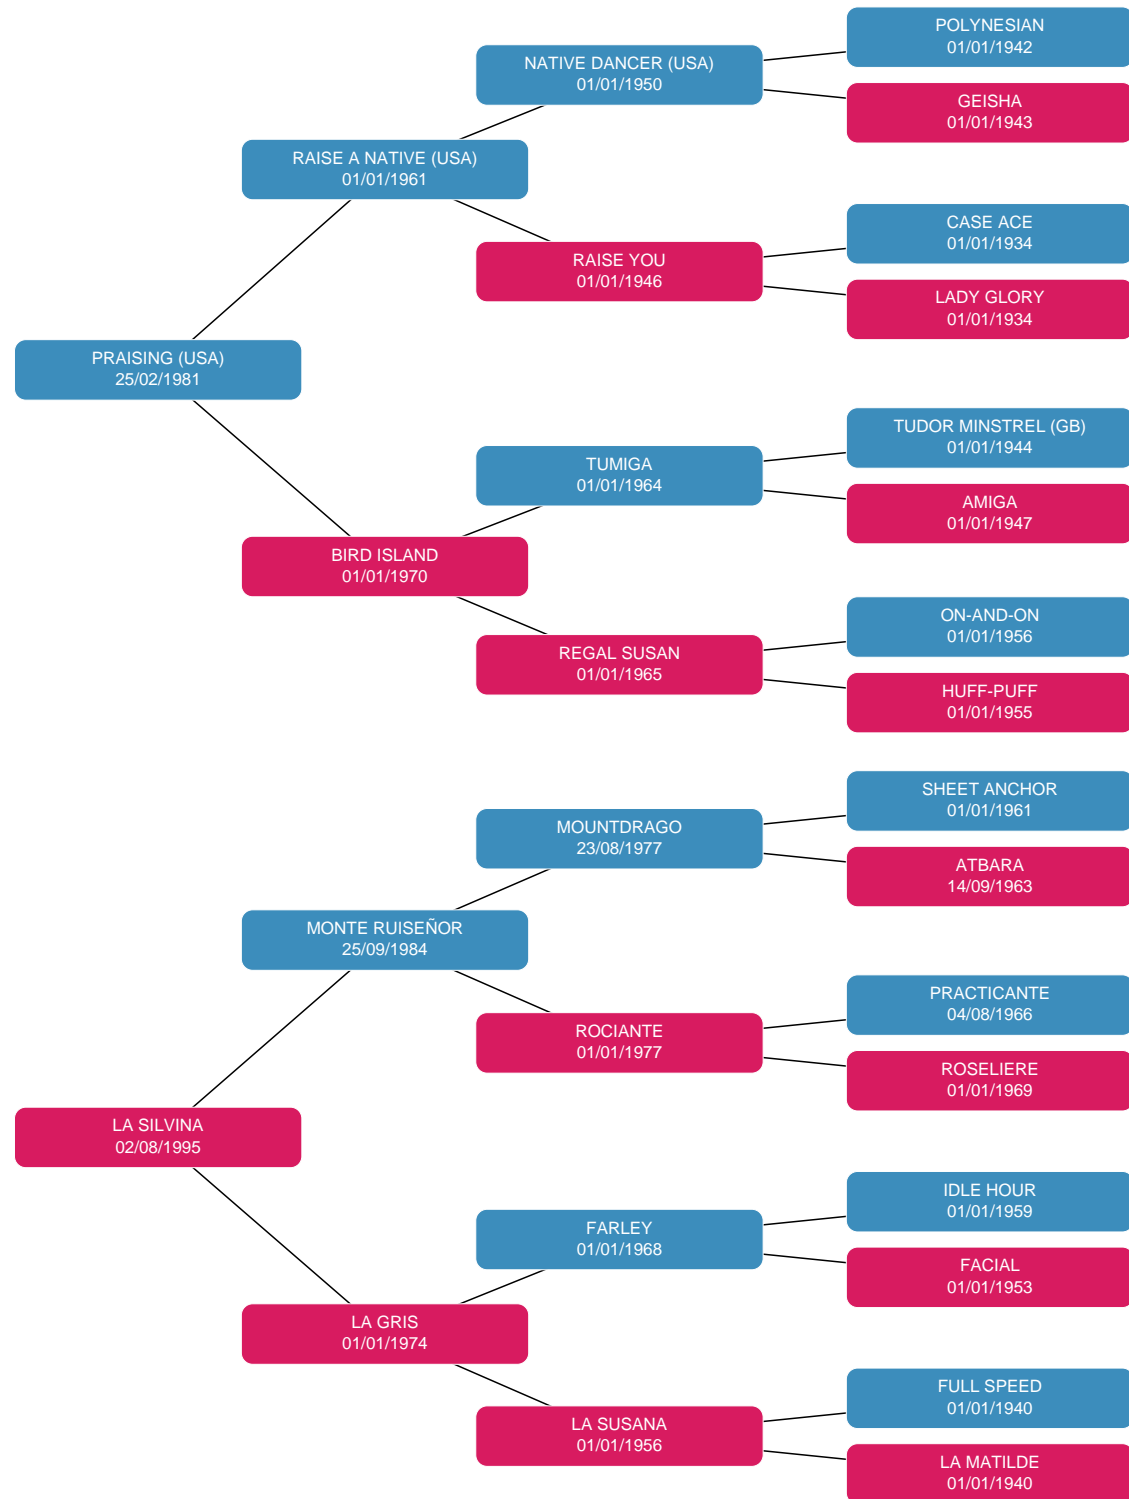 POLYNESIAN
01/01/1942
NATIVE DANCER (USA)
01/01/1950
GEISHA
01/01/1943
RAISE A NATIVE (USA)
01/01/1961
CASE ACE
01/01/1934
RAISE YOU
01/01/1946
LADY GLORY
01/01/1934
PRAISING (USA)
25/02/1981
TUDOR MINSTREL (GB)
01/01/1944
TUMIGA
01/01/1964
AMIGA
01/01/1947
BIRD ISLAND
01/01/1970
ON-AND-ON
01/01/1956
REGAL SUSAN
01/01/1965
HUFF-PUFF
01/01/1955
SHEET ANCHOR
01/01/1961
MOUNTDRAGO
23/08/1977
ATBARA
14/09/1963
MONTE RUISEÑOR
25/09/1984
PRACTICANTE
04/08/1966
ROCIANTE
01/01/1977
ROSELIERE
01/01/1969
LA SILVINA
02/08/1995
IDLE HOUR
01/01/1959
FARLEY
01/01/1968
FACIAL
01/01/1953
LA GRIS
01/01/1974
FULL SPEED
01/01/1940
LA SUSANA
01/01/1956
LA MATILDE
01/01/1940